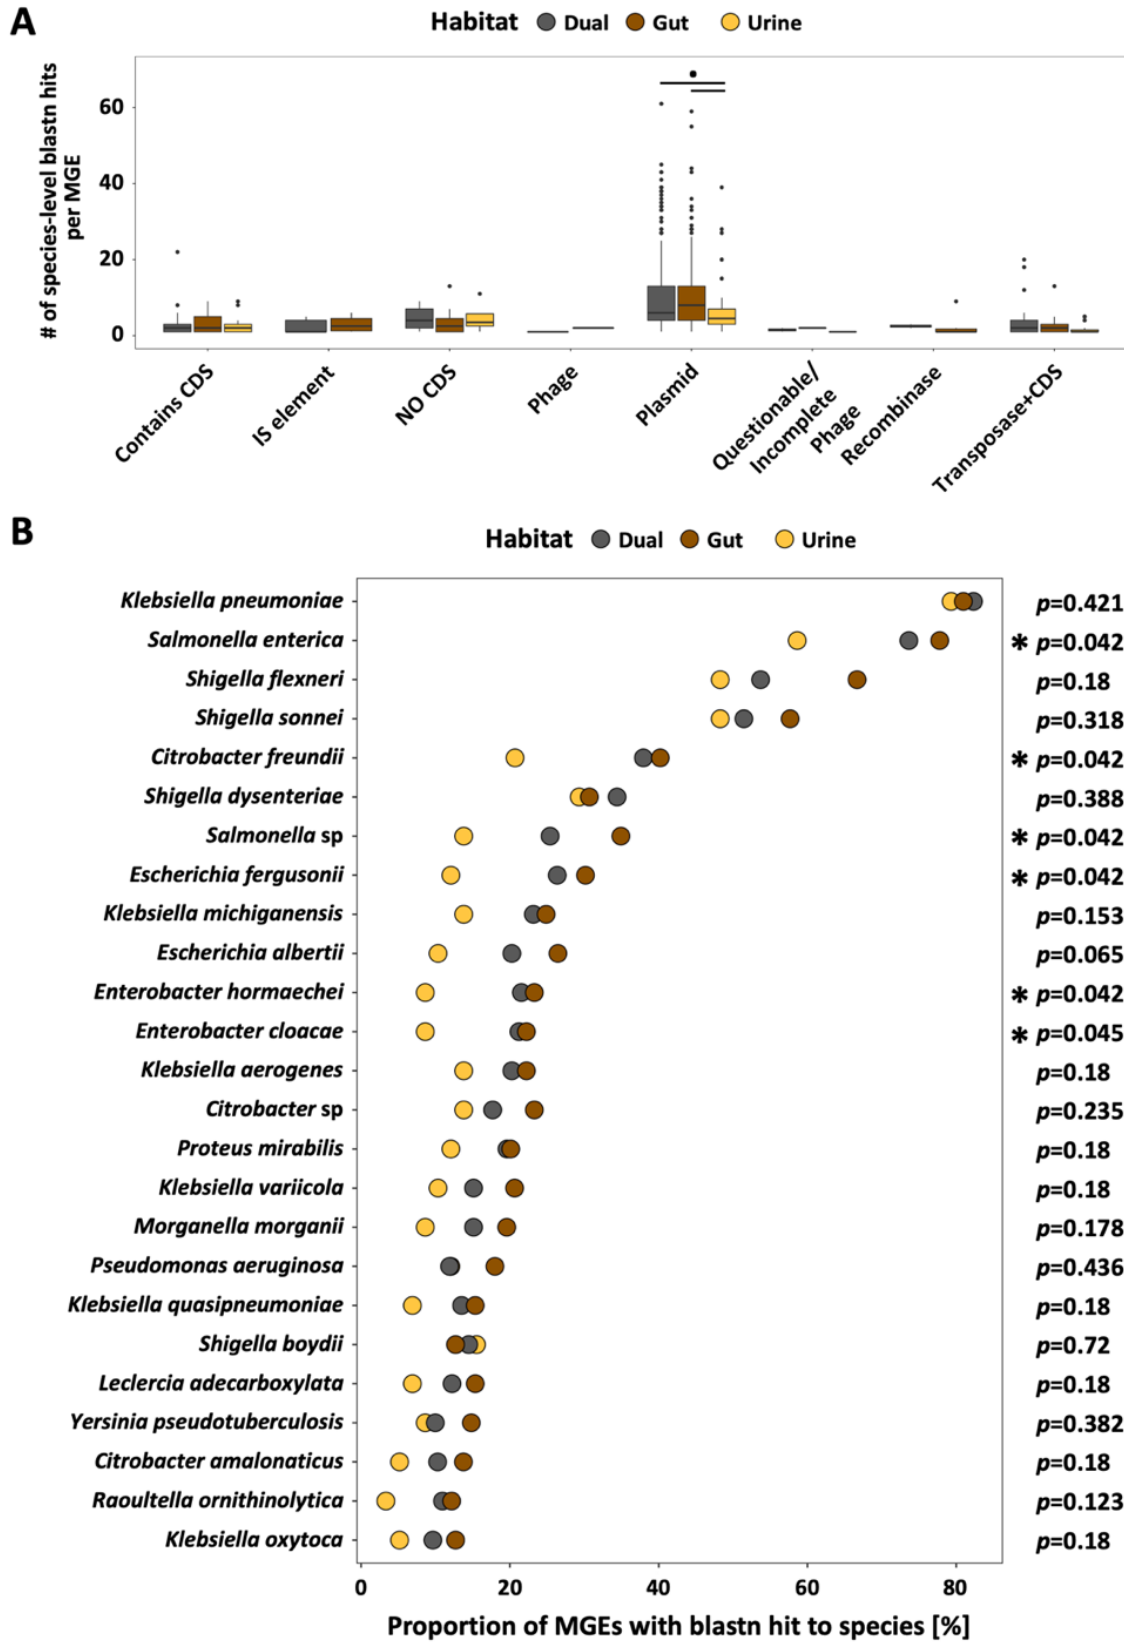 A
Habitat Dual Gut Urine
# of species-level blastn hits
per MGE
60
40
20
0
Contains CDS
IS element
NO CDS
Phage
Plasmid
Questionable/
Incomplete
Phage
Recombinase
Transposase+CDS
B
Habitat Dual Gut Urine
Klebsiella pneumoniae p=0.421
Salmonella enterica * p=0.042
Shigella flexneri p=0.18
Shigella sonnei p=0.318
Citrobacter freundii * p=0.042
Shigella dysenteriae p=0.388
Salmonella sp * p=0.042
Escherichia fergusonii * p=0.042
Klebsiella michiganensis p=0.153
Escherichia albertii p=0.065
Enterobacter hormaechei * p=0.042
Enterobacter cloacae * p=0.045
Klebsiella aerogenes p=0.18
Citrobacter sp p=0.235
Proteus mirabilis p=0.18
Klebsiella variicola p=0.18
Morganella morganii p=0.178
Pseudomonas aeruginosa p=0.436
Klebsiella quasipneumoniae p=0.18
Shigella boydii p=0.72
Leclercia adecarboxylata p=0.18
Yersinia pseudotuberculosis p=0.382
Citrobacter amalonaticus p=0.18
Raoultella ornithinolytica p=0.123
Klebsiella oxytoca p=0.18
0 20 40 60 80
Proportion of MGEs with blastn hit to species [%]